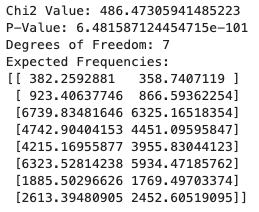 Chi2 Value: 486.47305941485223
P-Value: 6.481587124454715e-101
Degrees of Freedom: 7
Expected Frequencies:
[[ 382.2592881   358.7407119 ]
 [ 923.40637746  866.59362254]
 [6739.83481646 6325.16518354]
 [4742.90404153 4451.09595847]
 [4215.16955877 3955.83044123]
 [6323.52814238 5934.47185762]
 [1885.50296626 1769.49703374]
 [2613.39480905 2452.60519095]]